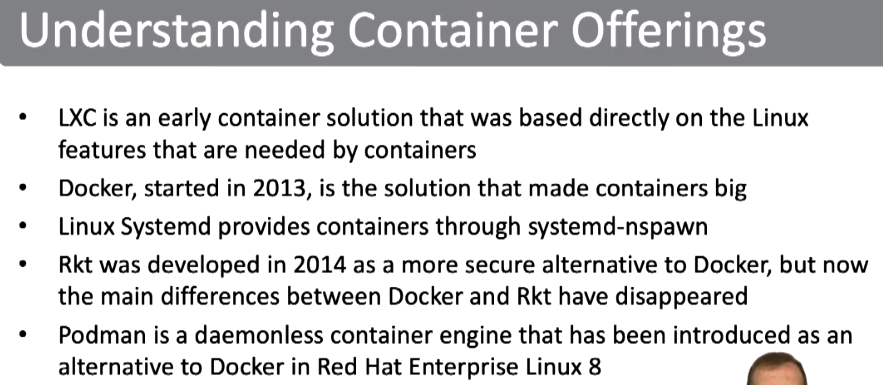 Understanding Container Offerings
• LXC is an early container solution that was based directly on the Linux
features that are needed by containers
• Docker, started in 2013, is the solution that made containers big
• Linux Systemd provides containers through systemd-nspawn
• Rkt was developed in 2014 as a more secure alternative to Docker, but now
the main differences between Docker and Rkt have disappeared
• Podman is a daemonless container engine that has been introduced as an
alternative to Docker in Red Hat Enterprise Linux 8